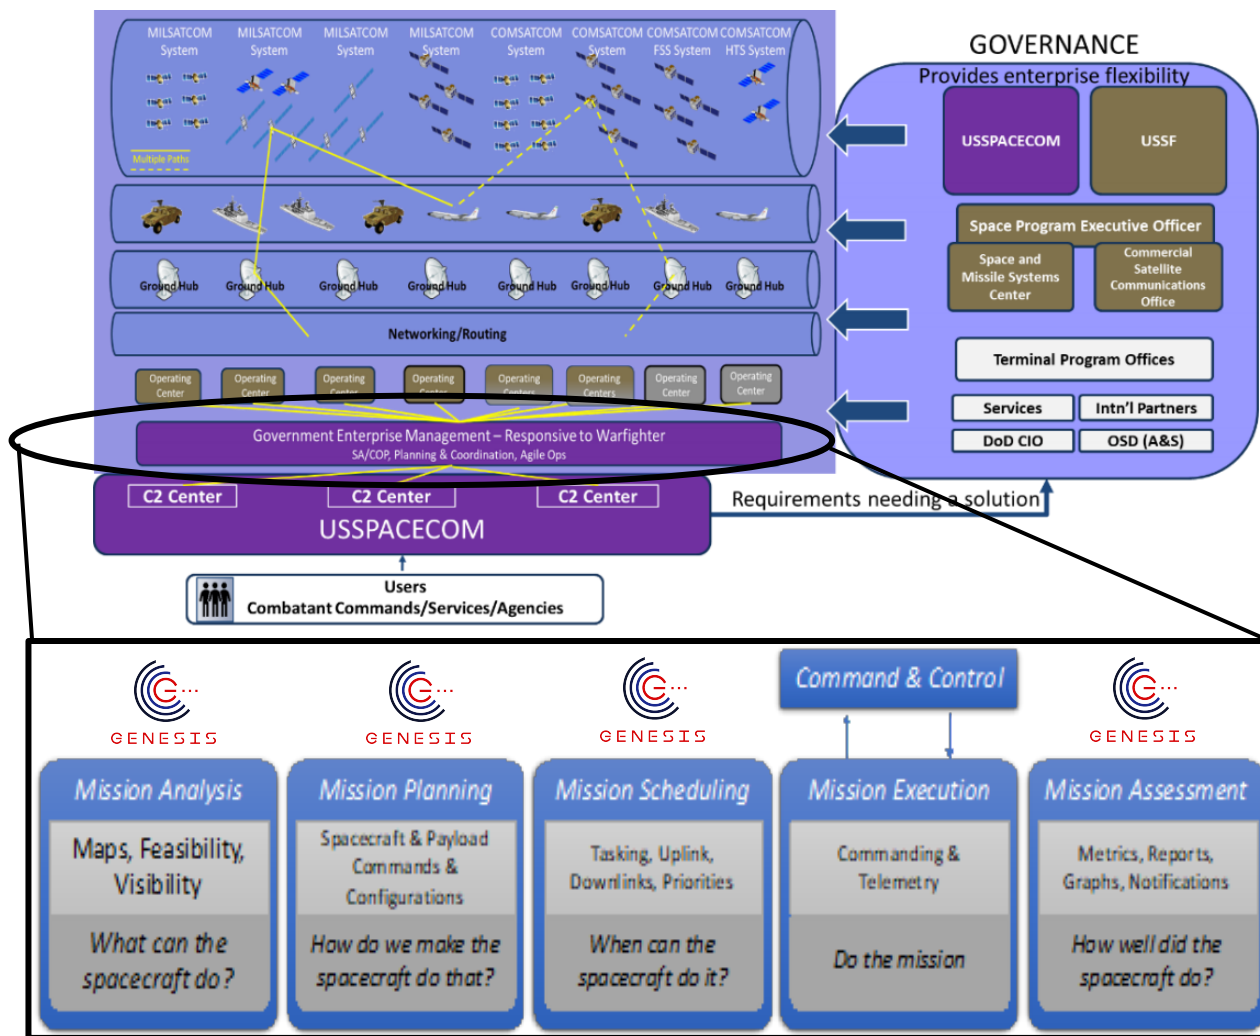 MILSATCOM System
MILSATCOM System
MILSATCOM System
MILSATCOM System
COMSATCOM System
COMSATCOM System
COMSATCOM FSS System
COMSATCOM HTS System
Multiple Paths
Ground Hub
Ground Hub
Ground Hub
Ground Hub
Ground Hub
Ground Hub
Ground Hub
Ground Hub
Networking/Routing
Operating Center
Operating Center
Operating Center
Operating Center
Operating Centers
Operating Centers
Operating Center
Operating Center
Government Enterprise Management – Responsive to Warfighter
SA/COP, Planning & Coordination, Agile Ops
C2 Center
C2 Center
C2 Center
USSPACECOM
Users
Combatant Commands/Services/Agencies
Requirements needing a solution
GOVERNANCE
Provides enterprise flexibility
USSPACECOM
USSF
Space Program Executive Officer
Space and
Missile Systems
Center
Commercial
Satellite
Communications
Office
Terminal Program Offices
Services
Intn'l Partners
DoD CIO
OSD (A&S)
GENESIS
GENESIS
GENESIS
Command & Control
GENESIS
Mission Analysis
Maps, Feasibility,
Visibility
What can the
spacecraft do?
Mission Planning
Spacecraft & Payload
Commands &
Configurations
How do we make the
spacecraft do that?
Mission Scheduling
Tasking, Uplink,
Downlinks, Priorities
When can the
spacecraft do it?
Mission Execution
Commanding &
Telemetry
Do the mission
Mission Assessment
Metrics, Reports,
Graphs, Notifications
How well did the
spacecraft do?